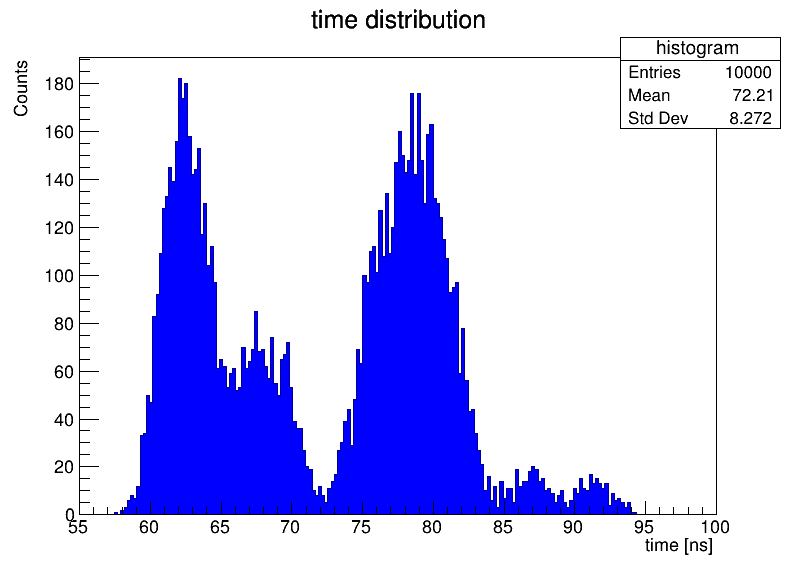 time distribution
histogram
Entries 10000
Mean 72.21
Std Dev 8.272
Counts
180
160
140
120
100
80
60
40
20
0
55 60 65 70 75 80 85 90 95 100
time [ns]